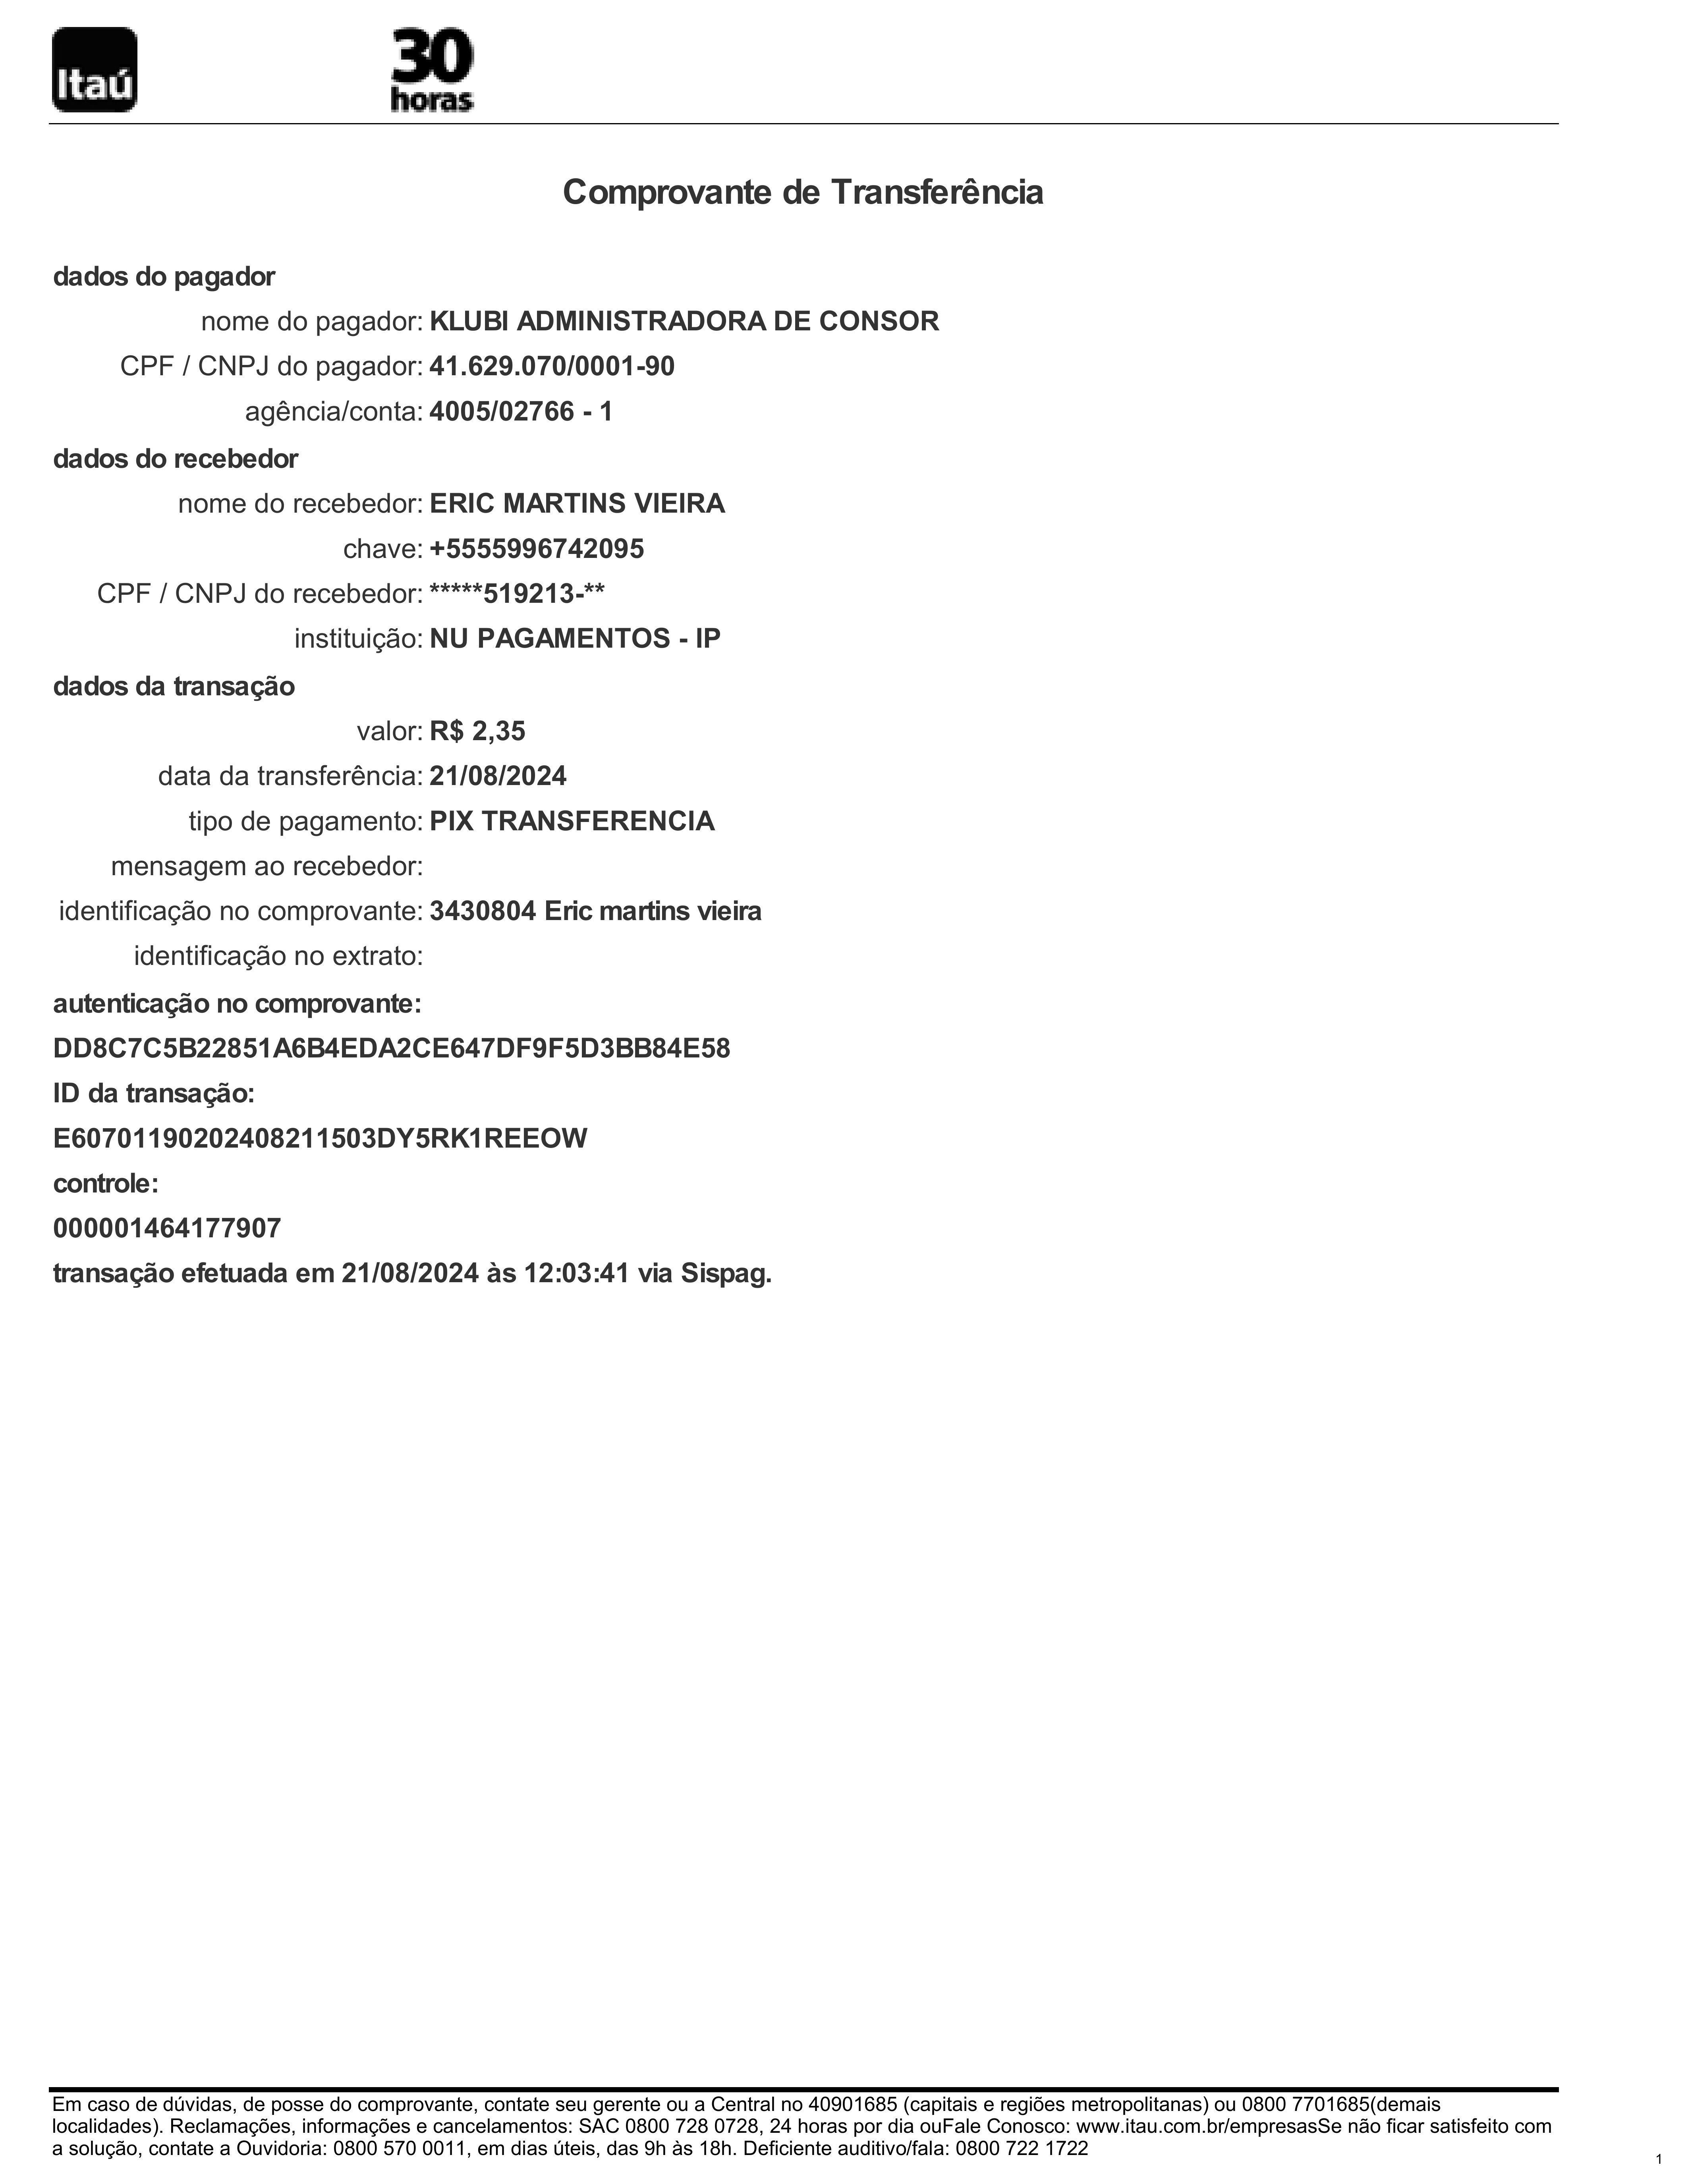 Itaú
30
horas
Comprovante de Transferência
dados do pagador
nome do pagador: KLUBI ADMINISTRADORA DE CONSOR
CPF / CNPJ do pagador: 41.629.070/0001-90
agência/conta: 4005/02766 - 1
dados do recebedor
nome do recebedor: ERIC MARTINS VIEIRA
chave: +5555996742095
CPF / CNPJ do recebedor: *****519213-**
instituição: NU PAGAMENTOS - IP
dados da transação
valor: R$ 2,35
data da transferência: 21/08/2024
tipo de pagamento: PIX TRANSFERENCIA
mensagem ao recebedor:
identificação no comprovante: 3430804 Eric martins vieira
identificação no extrato:
autenticação no comprovante:
DD8C7C5B22851A6B4EDA2CE647DF9F5D3BB84E58
ID da transação:
E60701190202408211503DY5RK1REEOW
controle:
000001464177907
transação efetuada em 21/08/2024 às 12:03:41 via Sispag.
Em caso de dúvidas, de posse do comprovante, contate seu gerente ou a Central no 40901685 (capitais e regiões metropolitanas) ou 0800 7701685(demais
localidades). Reclamações, informações e cancelamentos: SAC 0800 728 0728, 24 horas por dia ouFale Conosco: www.itau.com.br/empresasSe não ficar satisfeito com
a solução, contate a Ouvidoria: 0800 570 0011, em dias úteis, das 9h às 18h. Deficiente auditivo/fala: 0800 722 1722
1